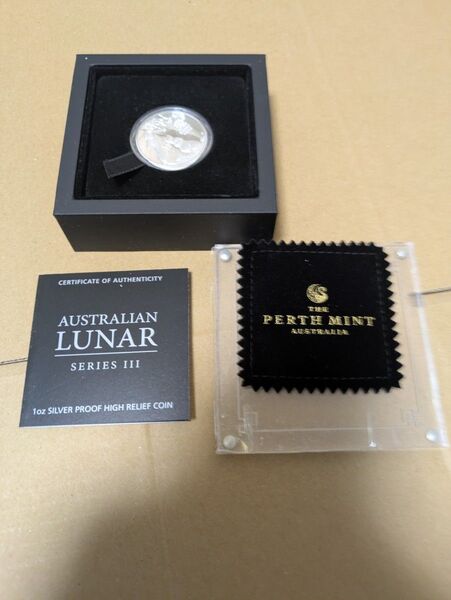 CERTIFICATE OF AUTHENTICITY
AUSTRALIAN
LUNAR
SERIES III
1oz SILVER PROOF HIGH RELIEF COIN
THE
PERTH MINT
AUSTRALIA